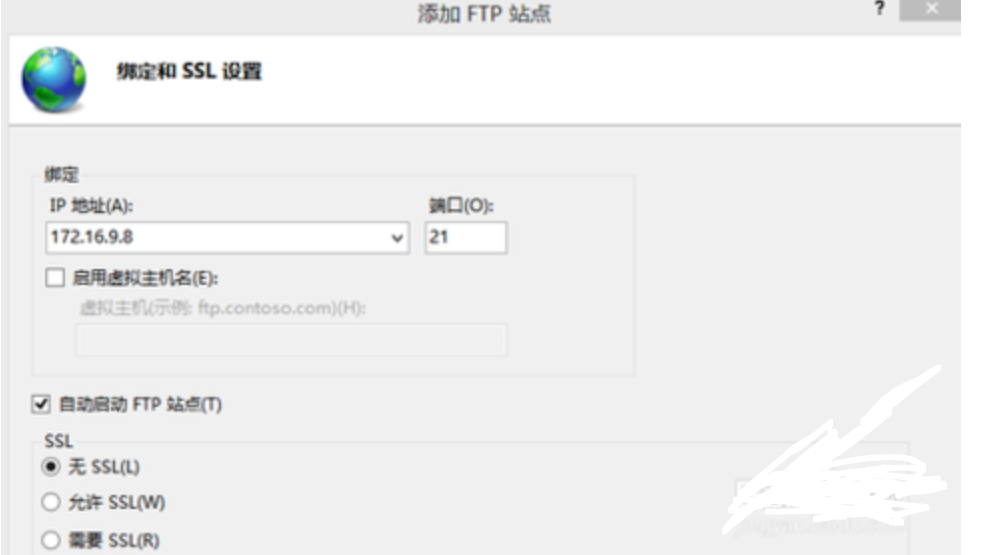 添加 FTP 站点
?
绑定和 SSL 设置
绑定
IP 地址(A):
端口(O):
172.16.9.8
21
启用虚拟主机名(E):
虚拟主机(示例: ftp.contoso.com)(H):
自动启动 FTP 站点(T)
SSL
无 SSL(L)
允许 SSL(W)
需要 SSL(R)